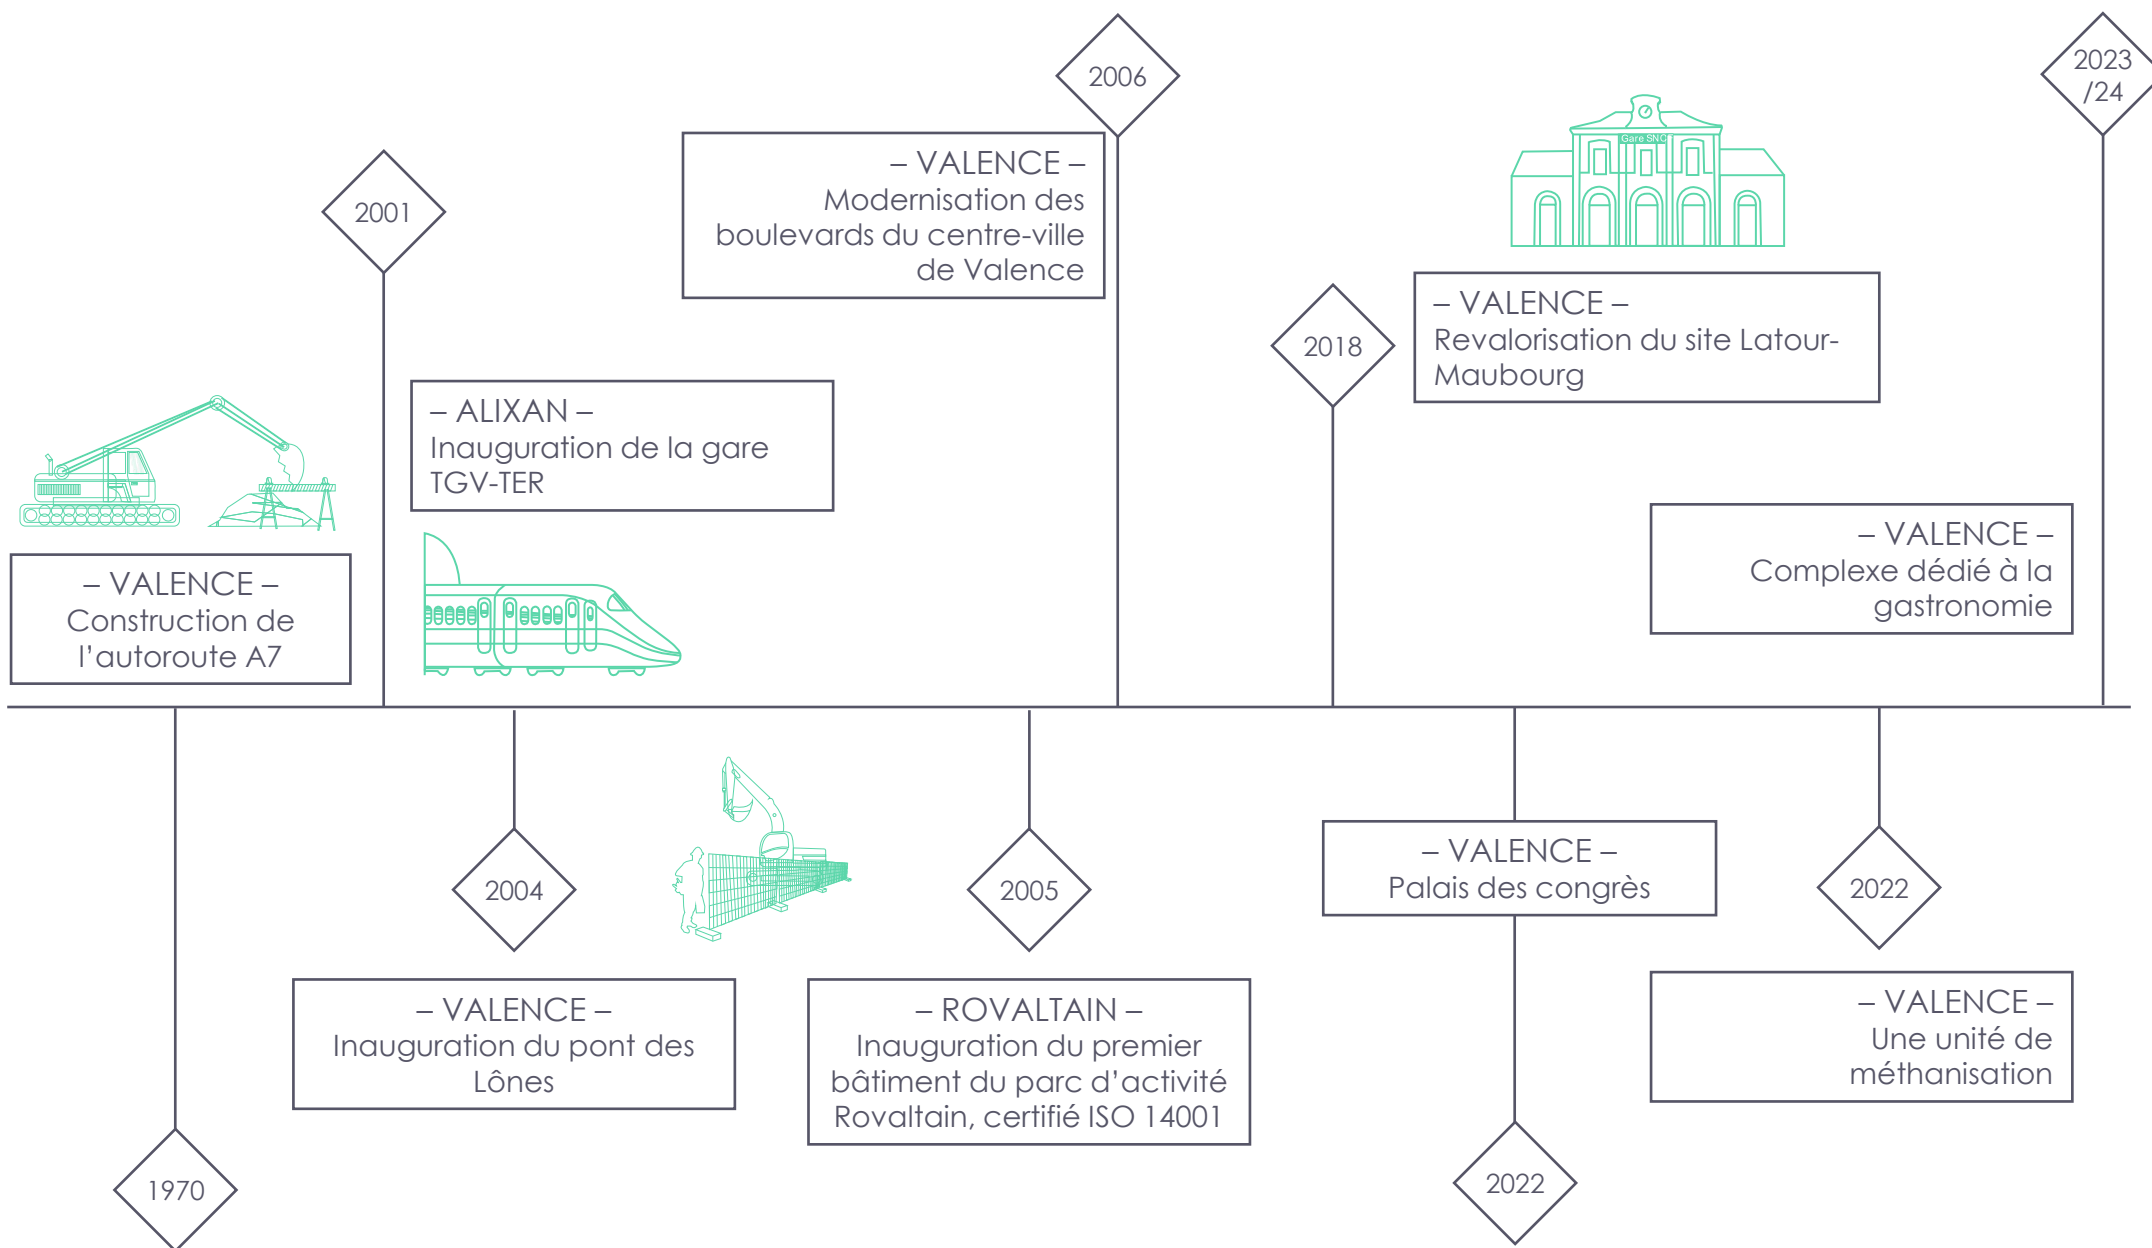 1970
– VALENCE –
Construction de
l’autoroute A7
2001
– ALIXAN –
Inauguration de la gare
TGV-TER
2004
– VALENCE –
Inauguration du pont des
Lônes
2005
– ROVALTAIN –
Inauguration du premier
bâtiment du parc d’activité
Rovaltain, certifié ISO 14001
2006
– VALENCE –
Modernisation des
boulevards du centre-ville
de Valence
2018
Gare SNC
– VALENCE –
Revalorisation du site Latour-
Maubourg
– VALENCE –
Palais des congrès
2022
2022
– VALENCE –
Une unité de
méthanisation
2023
/24
– VALENCE –
Complexe dédié à la
gastronomie